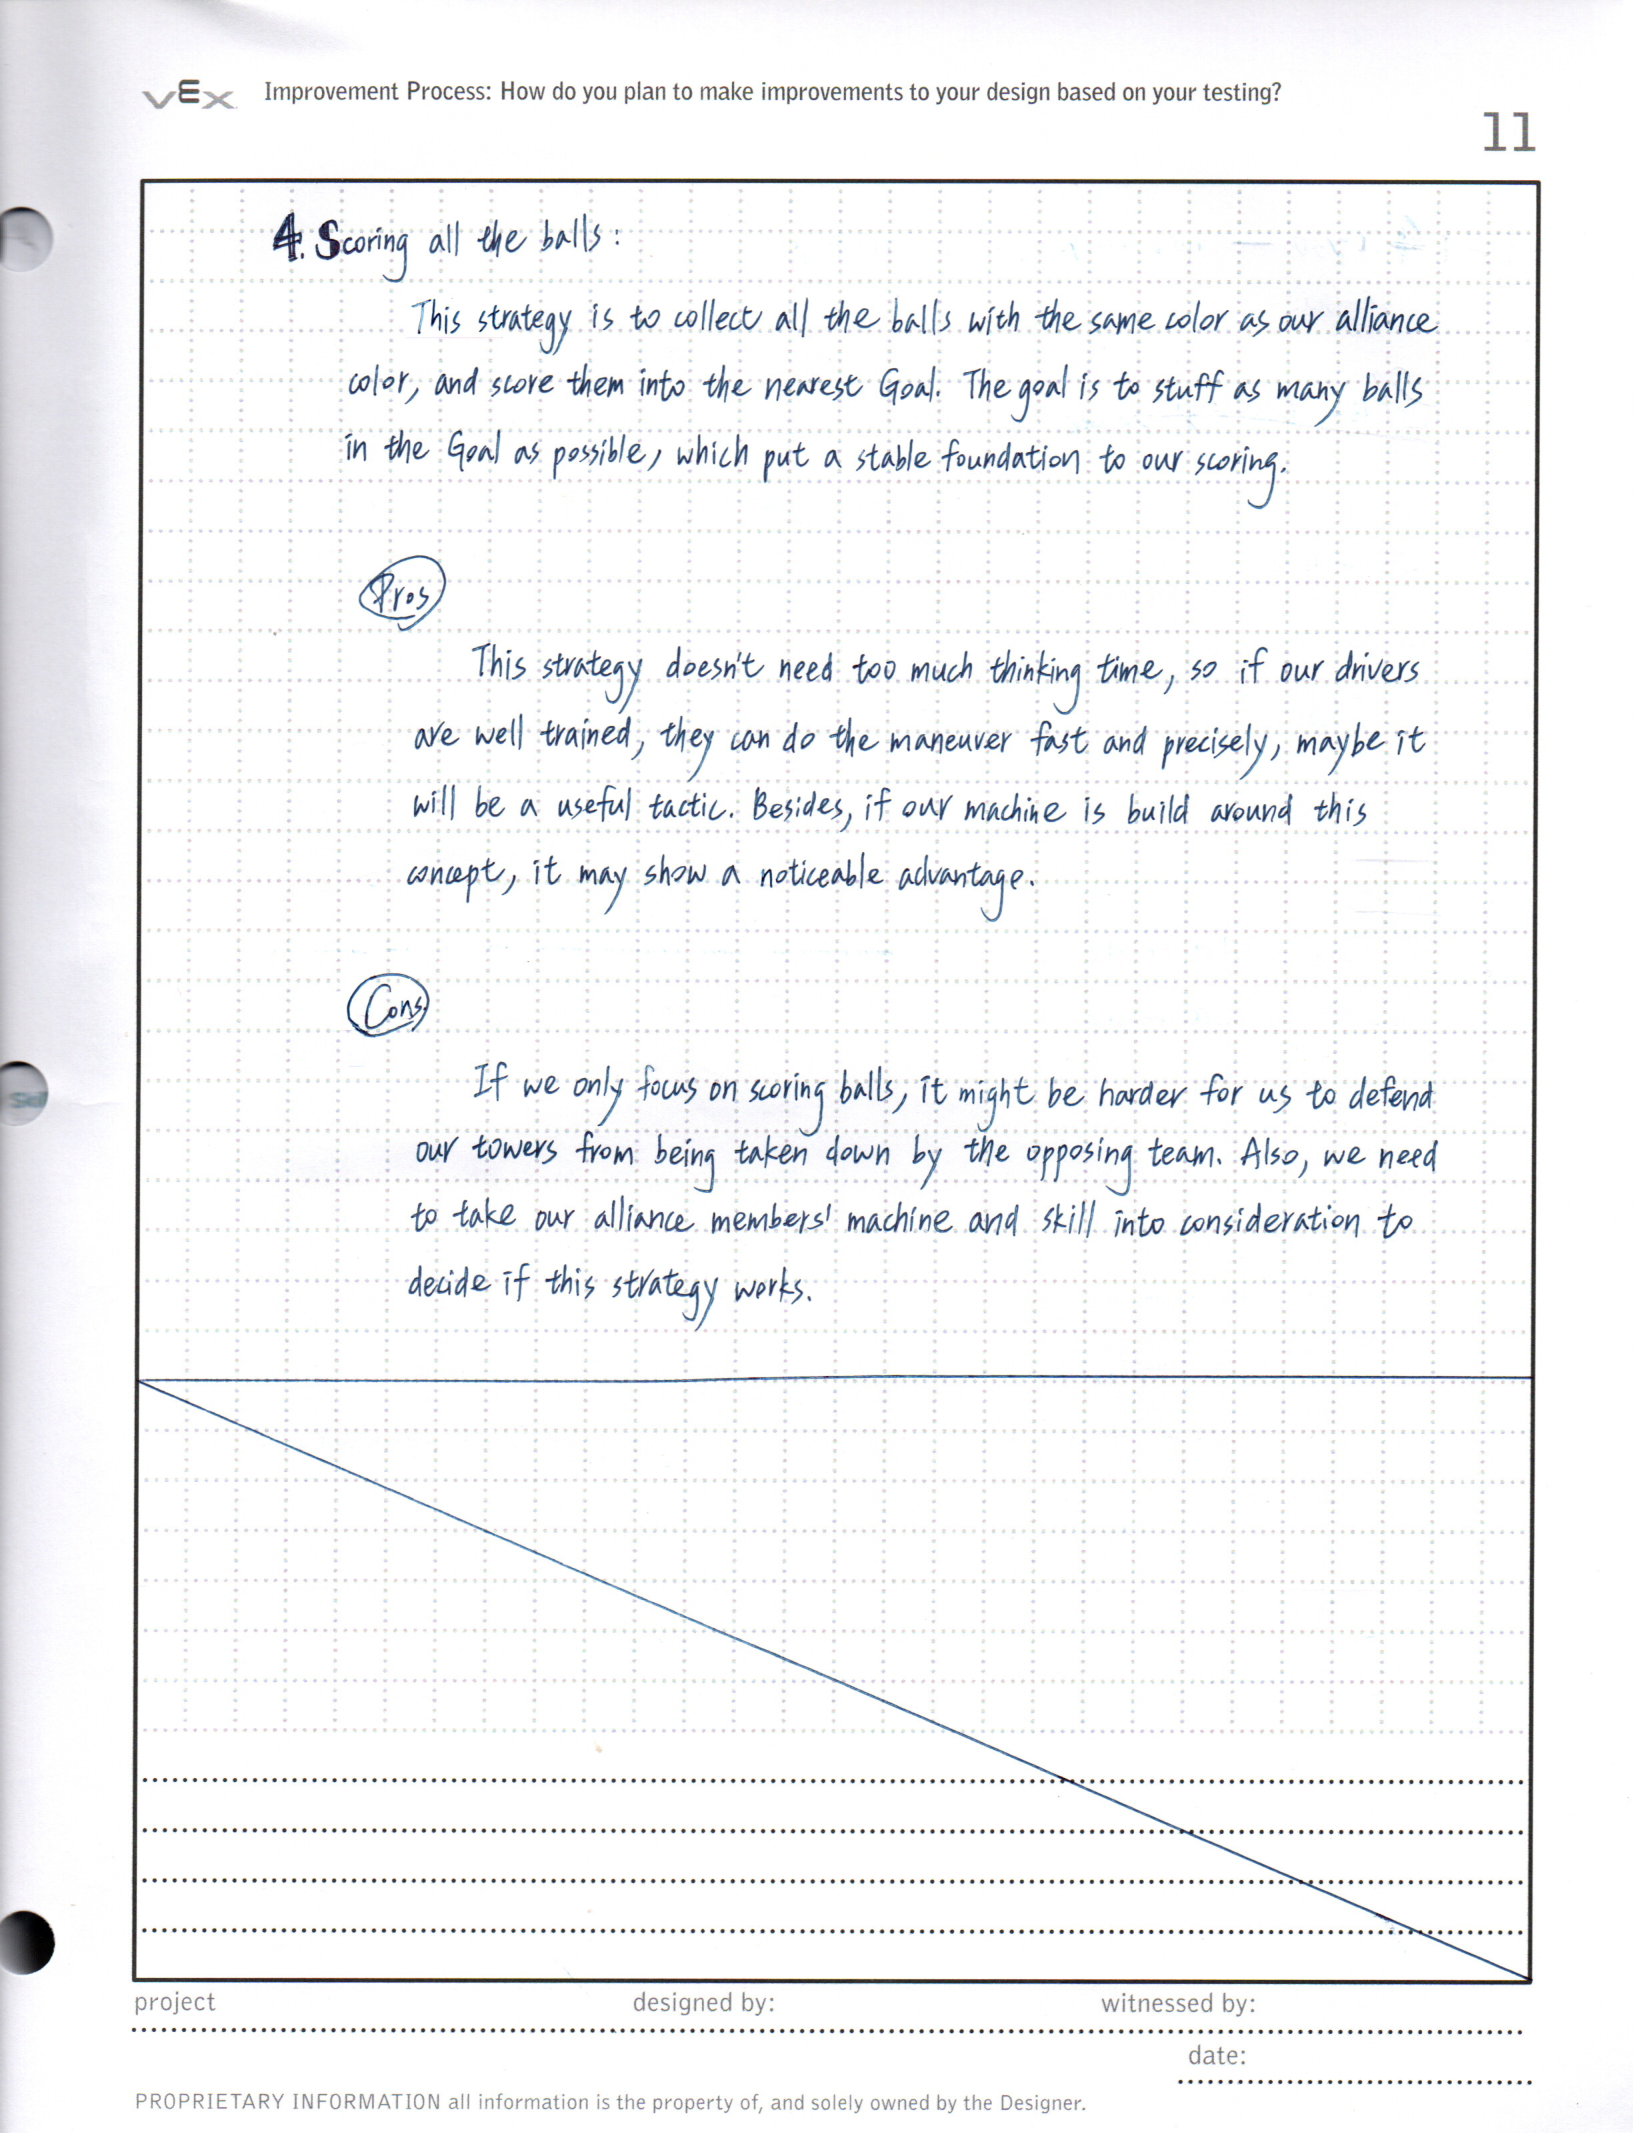 vEx Improvement Process: How do you plan to make improvements to your design based on your testing?
11
4. Scoring all the balls:
This strategy is to collect all the balls with the same color as our alliance
color, and score them into the nearest Goal. The goal is to stuff as many balls
in the Goal as possible, which put a stable foundation to our scoring.
Pros
This strategy doesn't need too much thinking time, so if our drivers
are well trained, they can do the maneuver fast and precisely, maybe it
will be a useful tactic. Besides, if our machine is build around this
concept, it may show a noticeable advantage.
Cons
If we only focus on scoring balls, it might be harder for us to defend
our towers from being taken down by the opposing team. Also, we need
to take our alliance members' machine and skill into consideration to
decide if this strategy works.
project designed by: witnessed by:
date:
PROPRIETARY INFORMATION all information is the property of, and solely owned by the Designer.